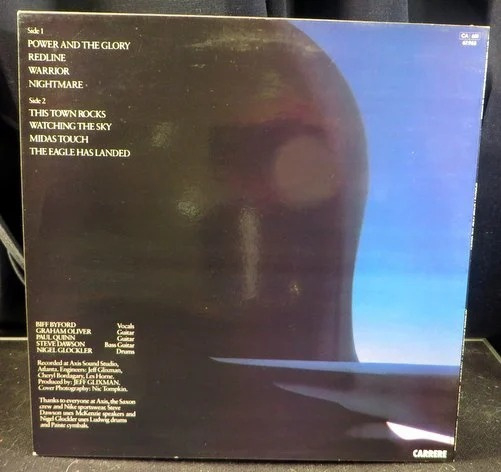 Side 1
POWER AND THE GLORY
REDLINE
WARRIOR
NIGHTMARE
Side 2
THIS TOWN ROCKS
WATCHING THE SKY
MIDAS TOUCH
THE EAGLE HAS LANDED
CA 801
67.965
BIFF BYFORD Vocals
GRAHAM OLIVER Guitar
PAUL QUINN Guitar
STEVE DAWSON Bass Guitar
NIGEL GLOCKLER Drums
Recorded at Axis Sound Studio,
Atlanta. Engineers: Jeff Glixman,
Cheryl Bordagary, Les Horne.
Produced by: JEFF GLIXMAN.
Cover Photography: Nic Tompkin.
Thanks to everyone at Axis, the Saxon
crew and Nike sportswear. Steve
Dawson uses McKenzie speakers and
Nigel Glockler uses Ludwig drums
and Paiste cymbals.
CARRERE